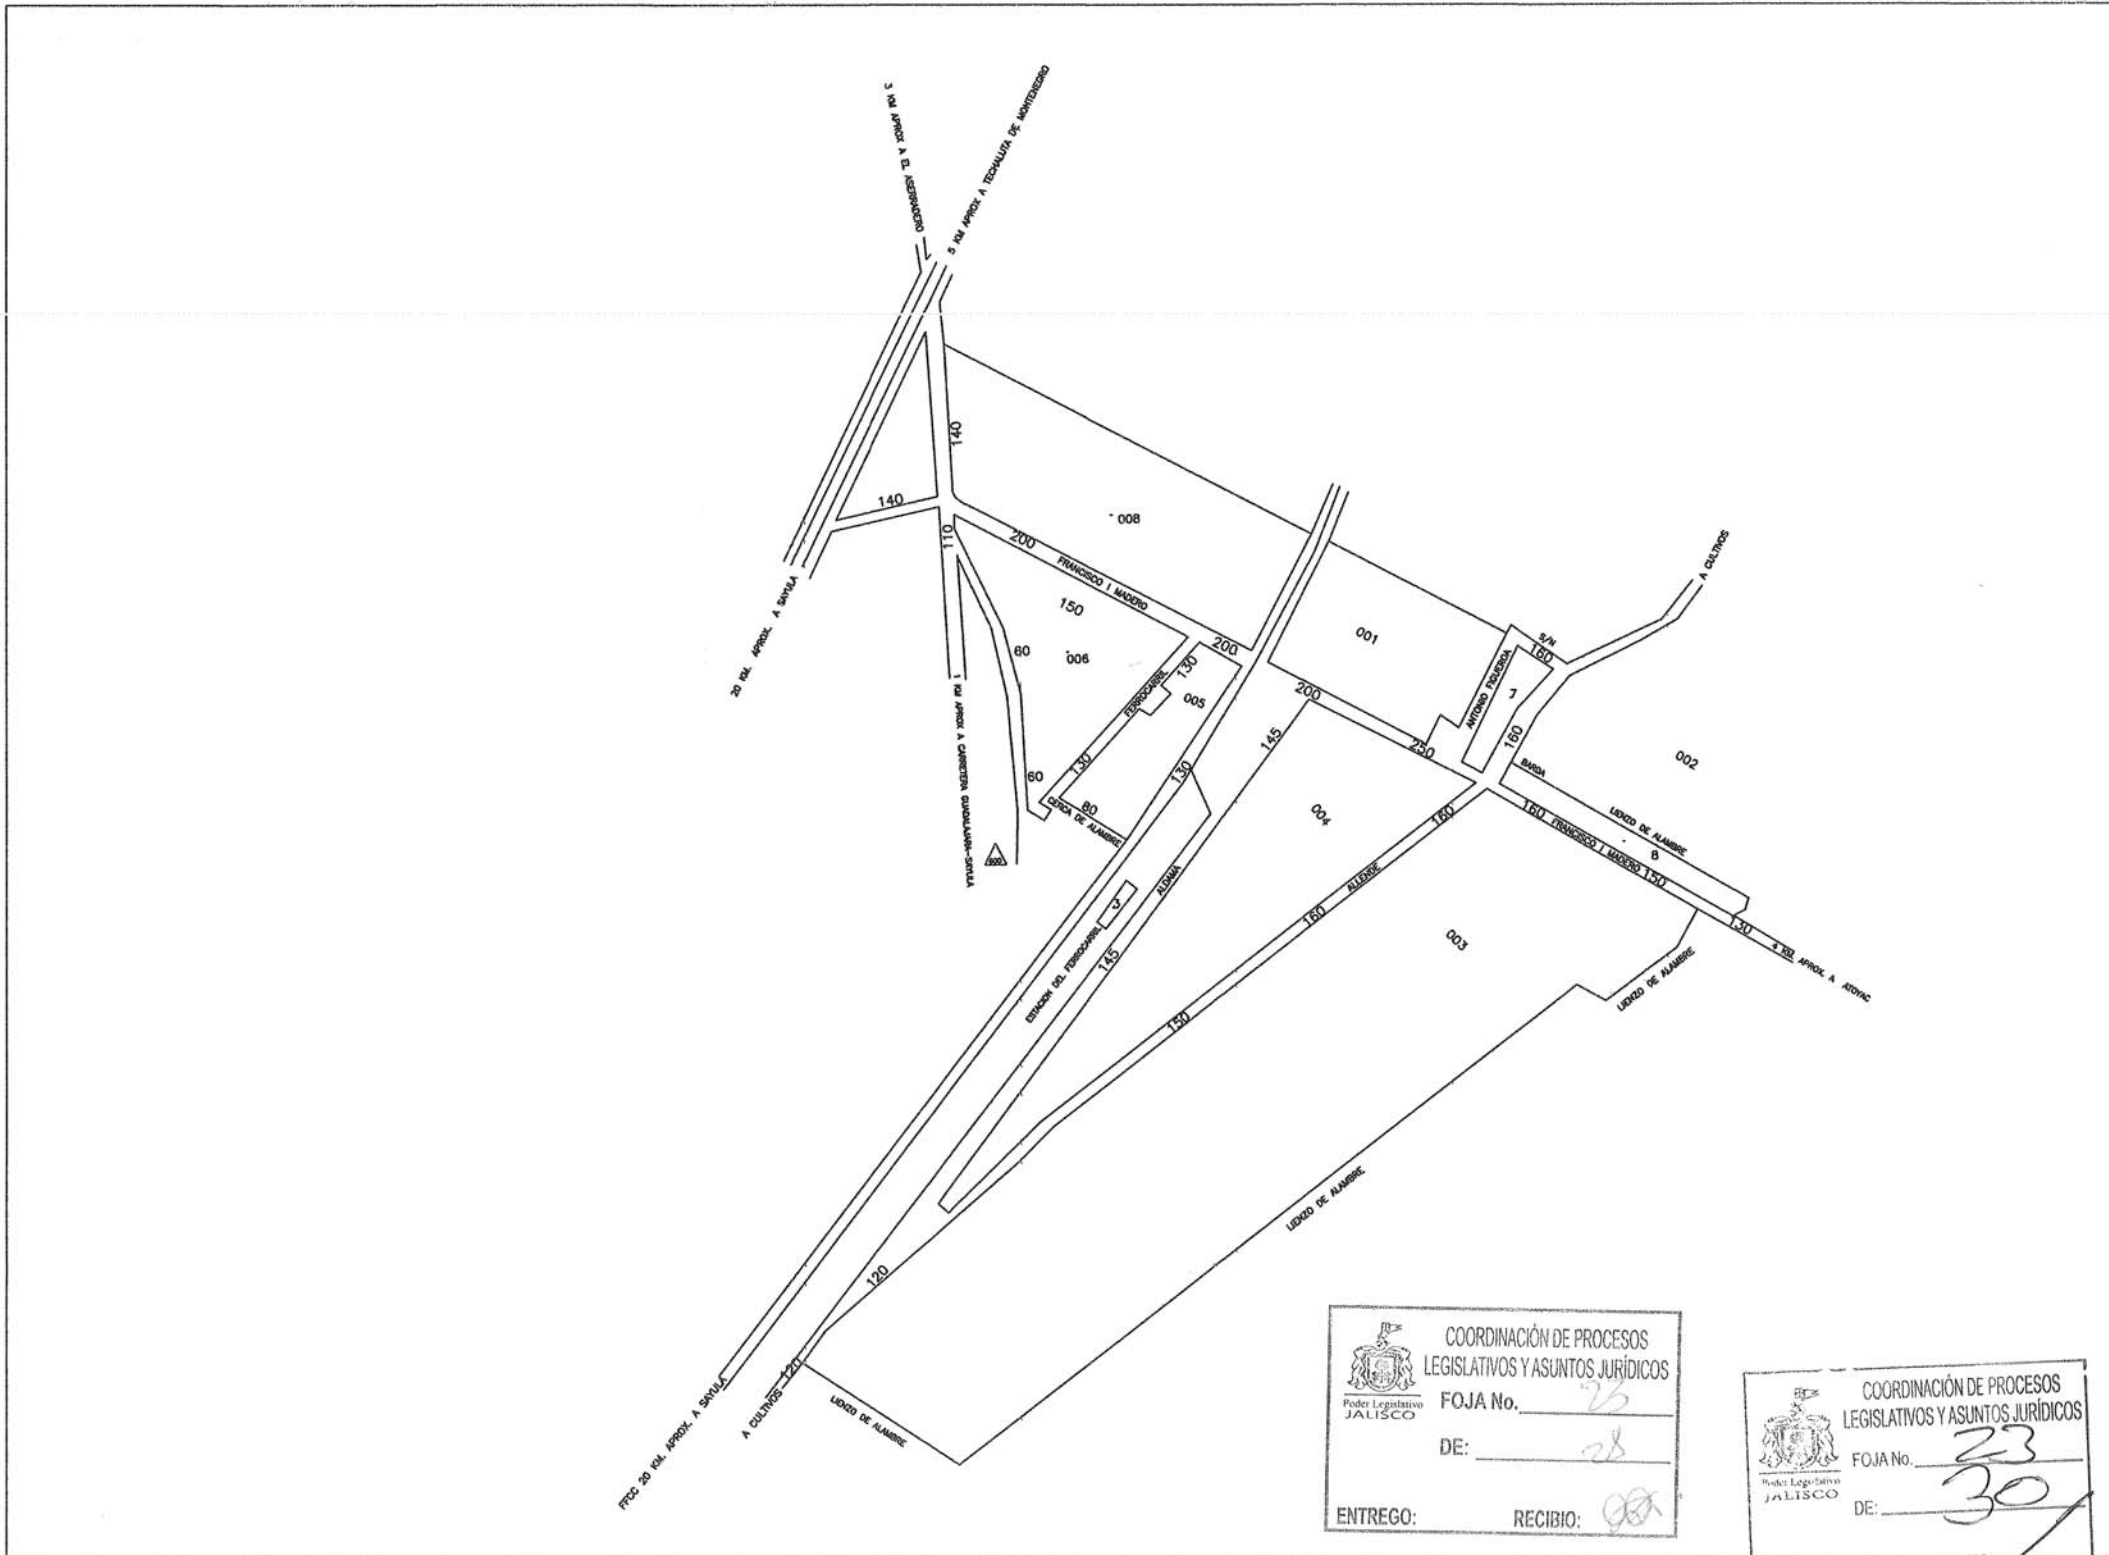 3 KM APROX A EL ASERRADERO
5 KM APROX A TECHALUTA DE MONTENEGRO
140
140
008
110
200
FRANCISCO I MADERO
A CULTIVOS
20 KM. APROX. A SAYULA
150
60
006
200
130
FERROCARRIL
005
001
S/N
160
ANTONIO FIGUEROA
7
200
145
250
160
002
1 KM APROX A CARRETERA GUADALAJARA-SAYULA
60
130
130
BARDA
CERCA DE ALAMBRE
80
004
160
160
FRANCISCO I MADERO
LIENZO DE ALAMBRE
8
150
130
4 KM. APROX. A ATOYAC
ALDAMA
ALLENDE
3
ESTACION DEL FERROCARRIL
160
145
003
LIENZO DE ALAMBRE
150
LIENZO DE ALAMBRE
120
120
A CULTIVOS
FFCC 20 KM. APROX. A SAYULA
LIENZO DE ALAMBRE
COORDINACIÓN DE PROCESOS
LEGISLATIVOS Y ASUNTOS JURÍDICOS
Poder Legislativo
JALISCO
FOJA No. 23
DE: 28
ENTREGO:
RECIBIO:
COORDINACIÓN DE PROCESOS
LEGISLATIVOS Y ASUNTOS JURÍDICOS
Poder Legislativo
JALISCO
FOJA No. 23
DE: 30